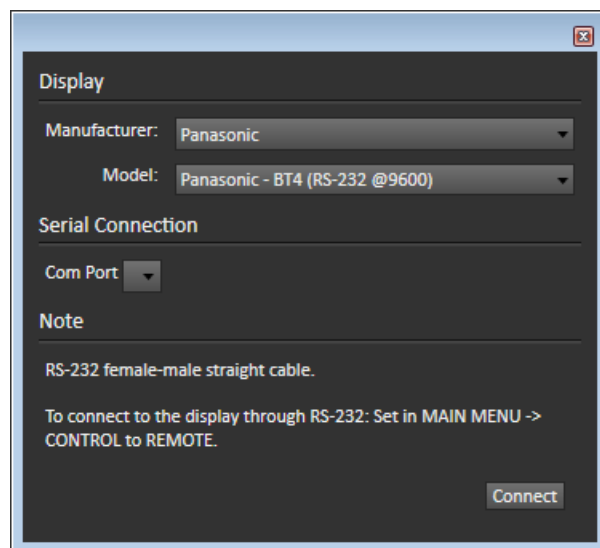 Display
Manufacturer: Panasonic
Model: Panasonic - BT4 (RS-232 @9600)
Serial Connection
Com Port
Note
RS-232 female-male straight cable.
To connect to the display through RS-232: Set in MAIN MENU ->
CONTROL to REMOTE.
Connect